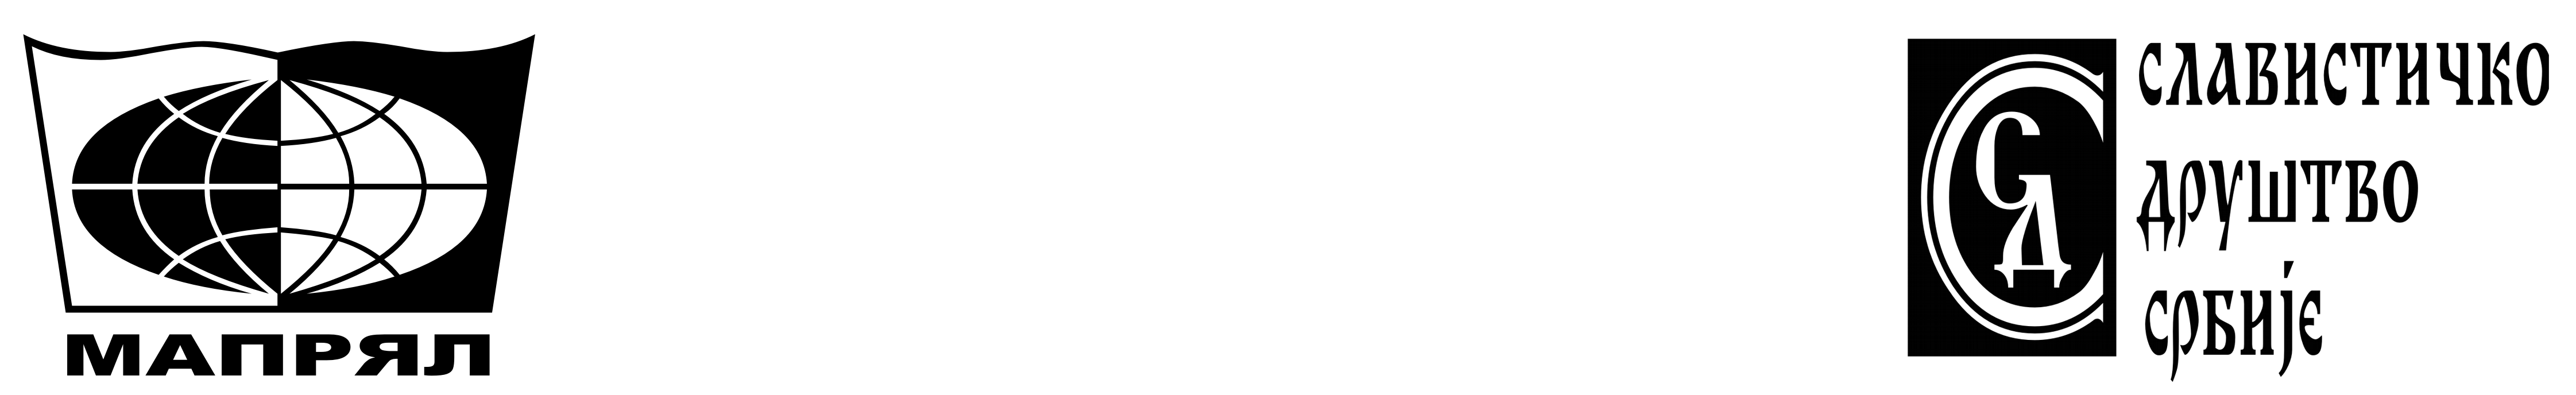 МАПРЯЛ
СД
славистичко
друштво
србије